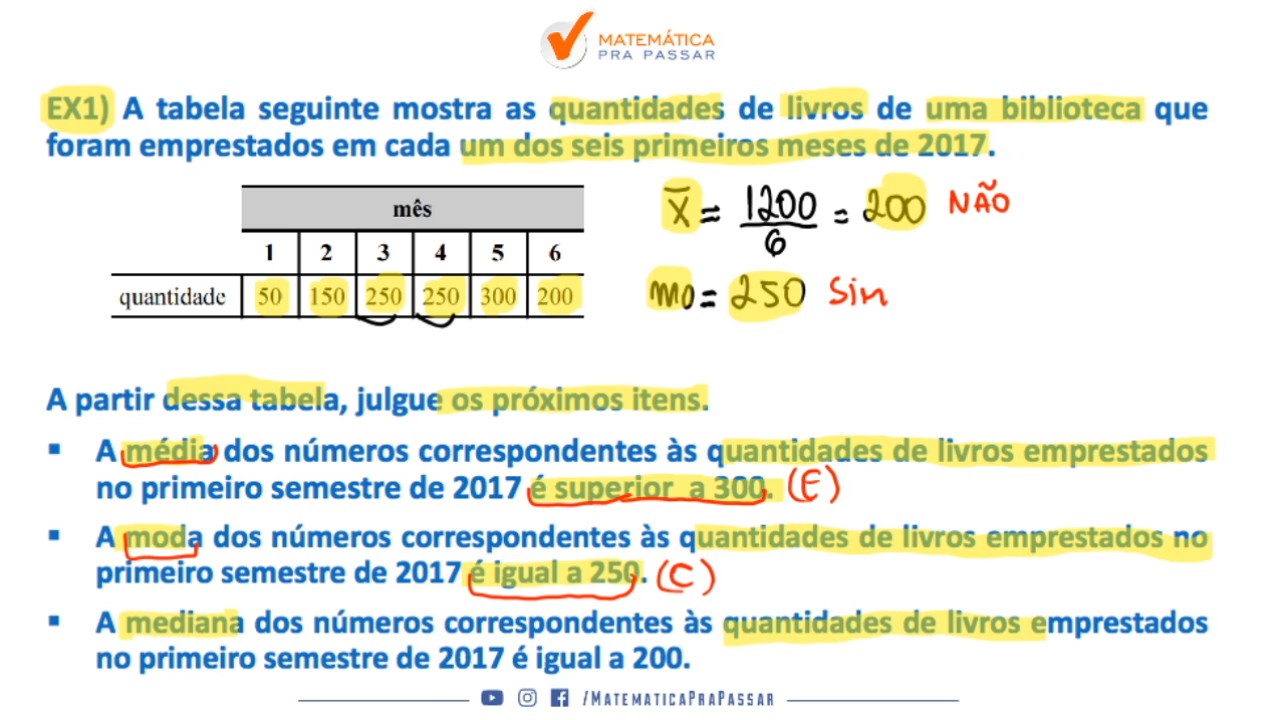 MATEMÁTICA
PRA PASSAR
EX1) A tabela seguinte mostra as quantidades de livros de uma biblioteca que
foram emprestados em cada um dos seis primeiros meses de 2017.
mês
1 2 3 4 5 6
quantidade 50 150 250 250 300 200
X̅ = 1200/6 = 200 NÃO
mo = 250 Sim
A partir dessa tabela, julgue os próximos itens.
▪ A média dos números correspondentes às quantidades de livros emprestados
no primeiro semestre de 2017 é superior a 300. (E)
▪ A moda dos números correspondentes às quantidades de livros emprestados no
primeiro semestre de 2017 é igual a 250. (C)
▪ A mediana dos números correspondentes às quantidades de livros emprestados
no primeiro semestre de 2017 é igual a 200.
/MATEMATICAPRAPASSAR